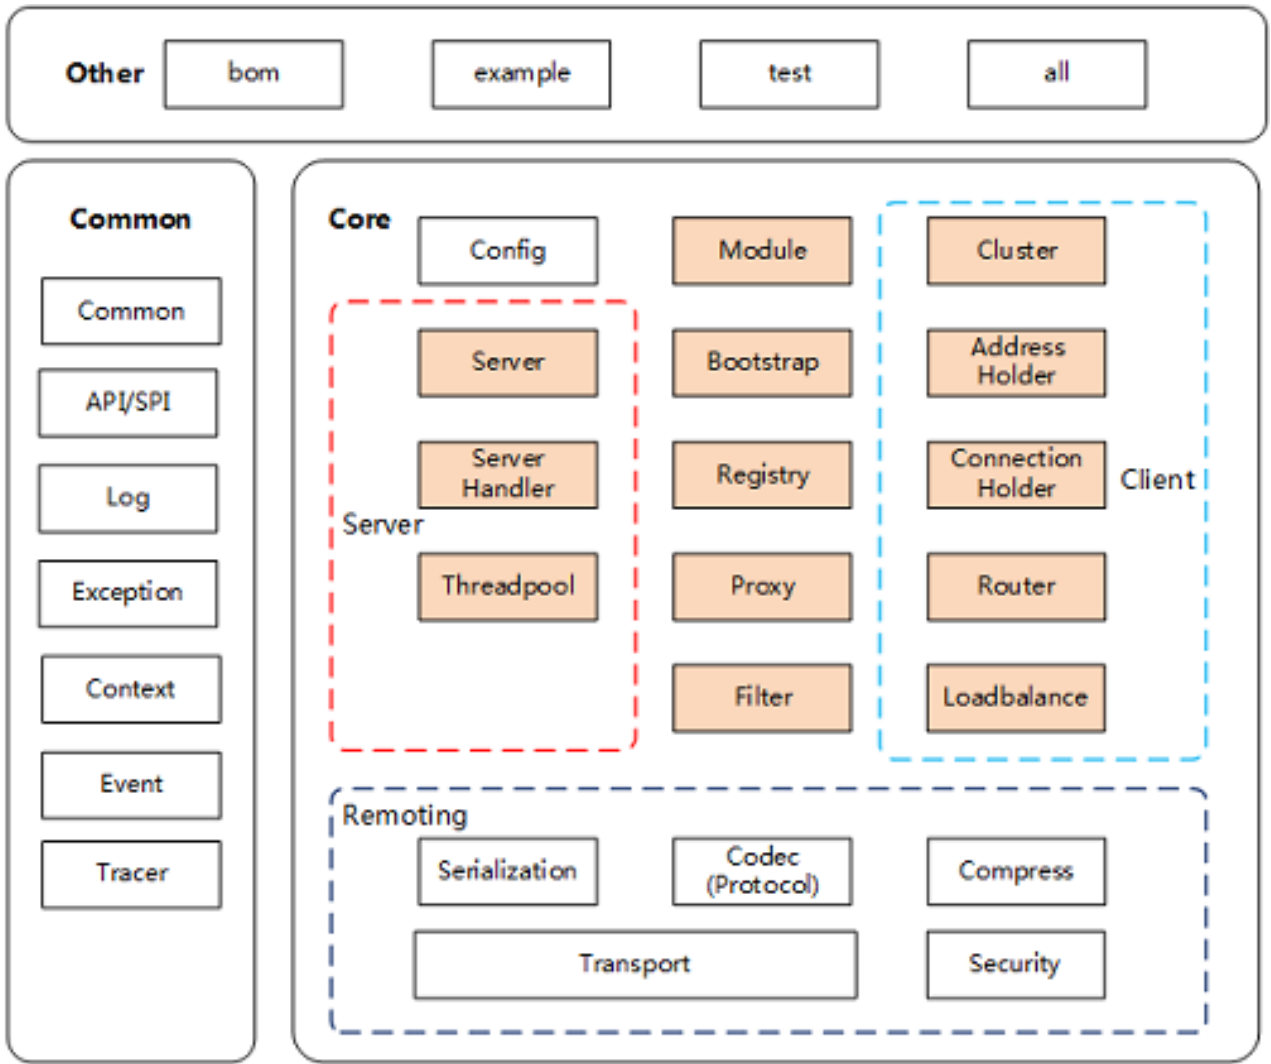 Other
bom
example
test
all
Common
Common
API/SPI
Log
Exception
Context
Event
Tracer
Core
Config
Module
Cluster
Server
Bootstrap
Address
Holder
Server
Handler
Registry
Connection
Holder
Client
Server
Threadpool
Proxy
Router
Filter
Loadbalance
Remoting
Serialization
Codec
(Protocol)
Compress
Transport
Security